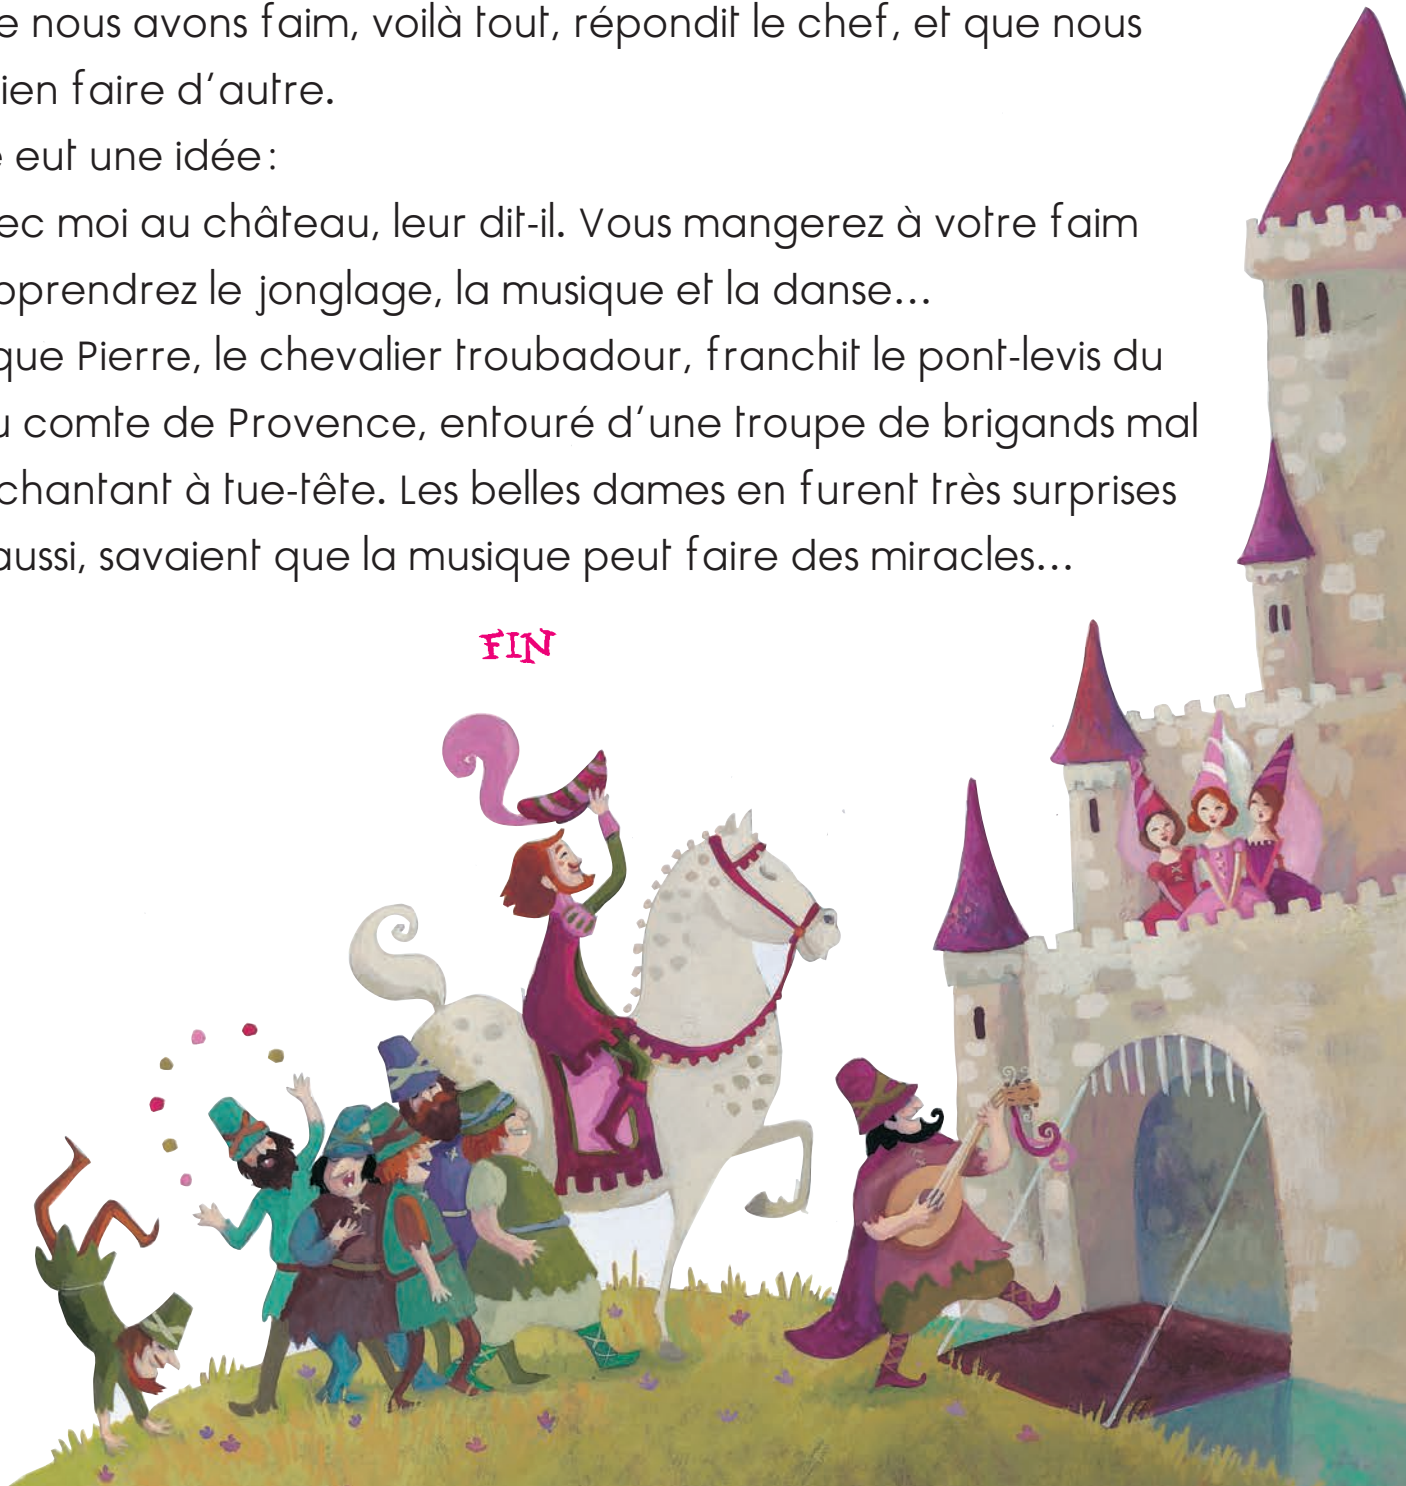 nous avons faim, voilà tout, répondit le chef, et que nous
faire d'autre.
eut une idée :
moi au château, leur dit-il. Vous mangerez à votre faim
le jonglage, la musique et la danse...
que Pierre, le chevalier troubadour, franchit le pont-levis du
comte de Provence, entouré d'une troupe de brigands mal
chantant à tue-tête. Les belles dames en furent très surprises
aussi, savaient que la musique peut faire des miracles...
FIN